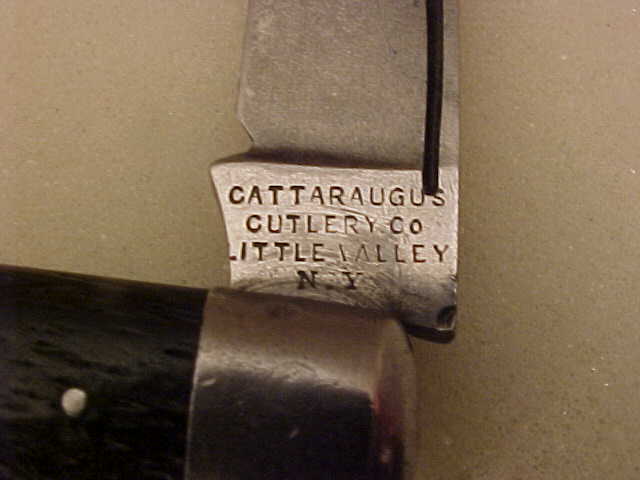 CATTARAUGUS
CUTLERY CO
LITTLE VALLEY
N.Y